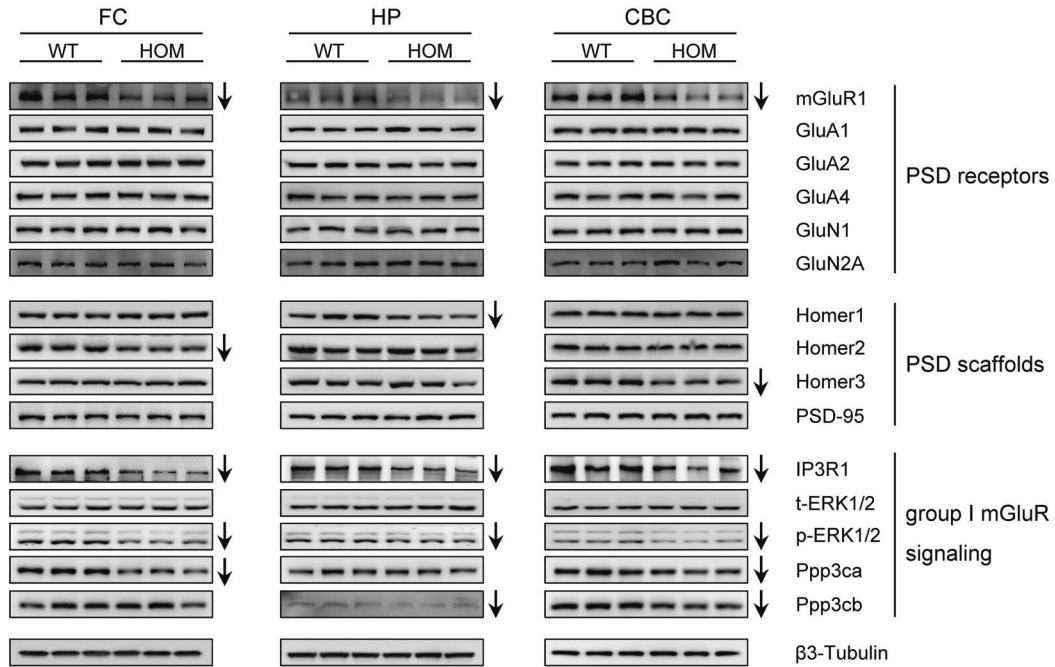 FC HP CBC
WT HOM WT HOM WT HOM
mGluR1
GluA1
GluA2
GluA4
GluN1
GluN2A
PSD receptors
Homer1
Homer2
Homer3
PSD-95
PSD scaffolds
IP3R1
t-ERK1/2
p-ERK1/2
Ppp3ca
Ppp3cb
group I mGluR
signaling
β3-Tubulin